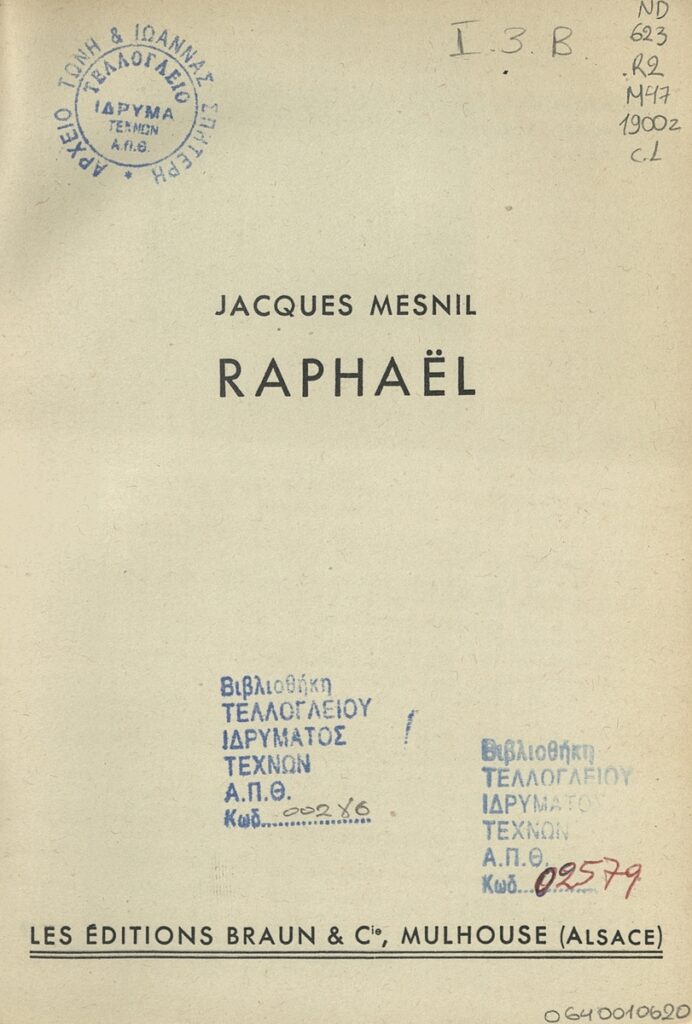 ΑΡΧΕΙΟ ΤΩΝΗ & ΙΩΑΝΝΑΣ ΣΠΗΤΕΡΗ *
ΤΕΛΛΟΓΛΕΙΟ
ΙΔΡΥΜΑ
ΤΕΧΝΩΝ
Α.Π.Θ.
I.3.B
ND
623
.R2
M47
1900z
c.1
JACQUES MESNIL
RAPHAËL
Βιβλιοθήκη
ΤΕΛΛΟΓΛΕΙΟΥ
ΙΔΡΥΜΑΤΟΣ
ΤΕΧΝΩΝ
Α.Π.Θ.
Κωδ. 00286
Βιβλιοθήκη
ΤΕΛΛΟΓΛΕΙΟΥ
ΙΔΡΥΜΑΤΟΣ
ΤΕΧΝΩΝ
Α.Π.Θ.
Κωδ... 02579
LES ÉDITIONS BRAUN & Cie, MULHOUSE (ALSACE)
0640010620